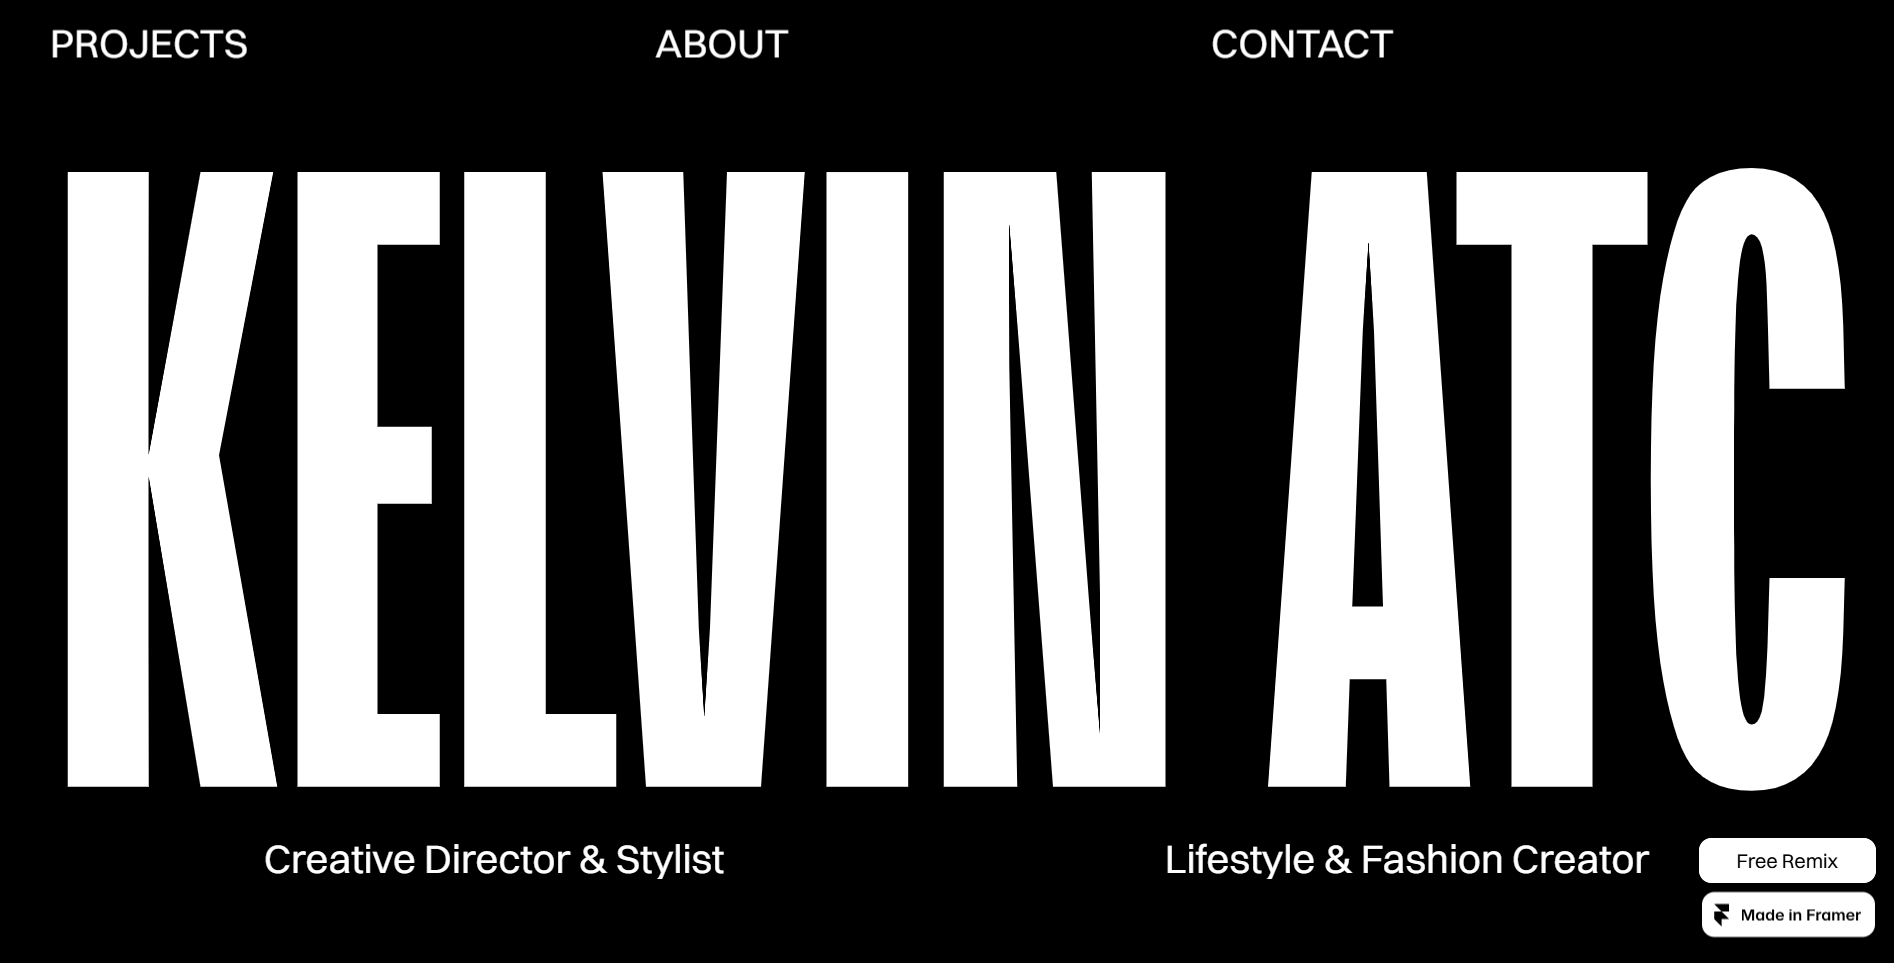 PROJECTS ABOUT CONTACT
KELVIN ATC
Creative Director & Stylist Lifestyle & Fashion Creator
Free Remix
Made in Framer